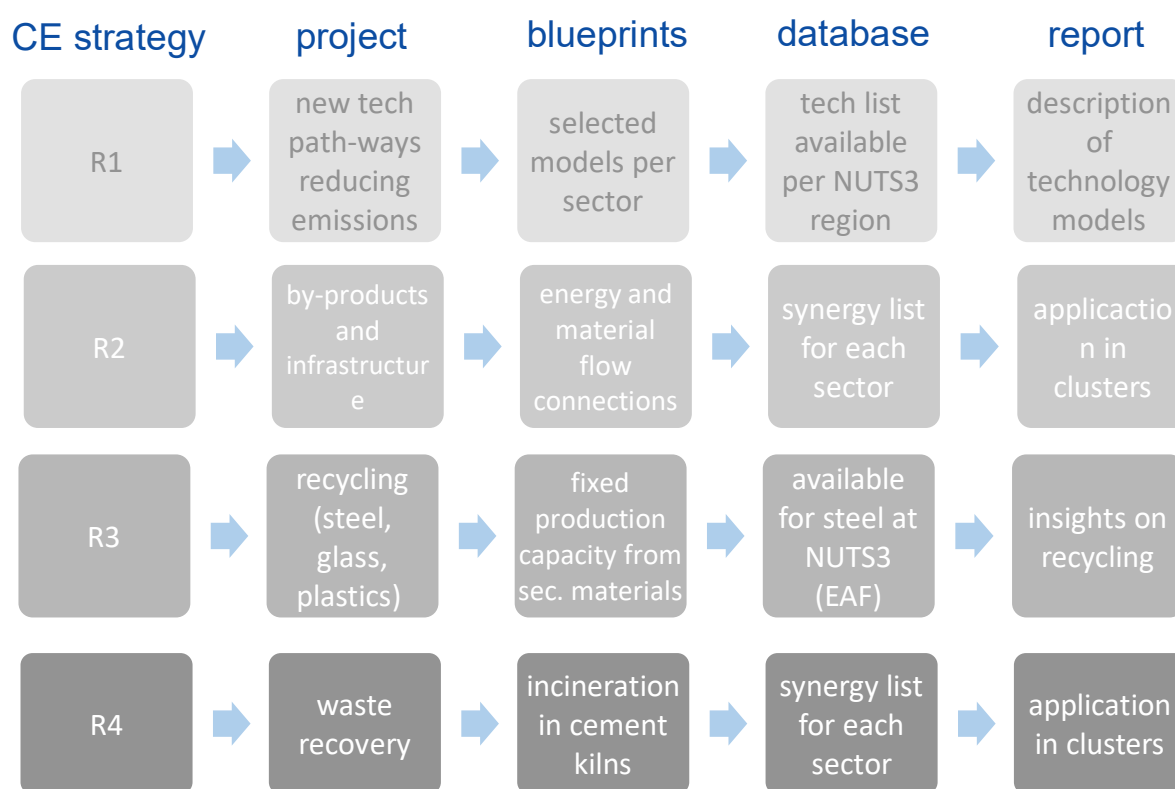 CE strategy
project
blueprints
database
report
R1
new tech
path-ways
reducing
emissions
selected
models per
sector
tech list
available
per NUTS3
region
description
of
technology
models
R2
by-products
and
infrastructur
e
energy and
material
flow
connections
synergy list
for each
sector
applicactio
n in
clusters
R3
recycling
(steel,
glass,
plastics)
fixed
production
capacity from
sec. materials
available
for steel at
NUTS3
(EAF)
insights on
recycling
R4
waste
recovery
incineration
in cement
kilns
synergy list
for each
sector
application
in clusters